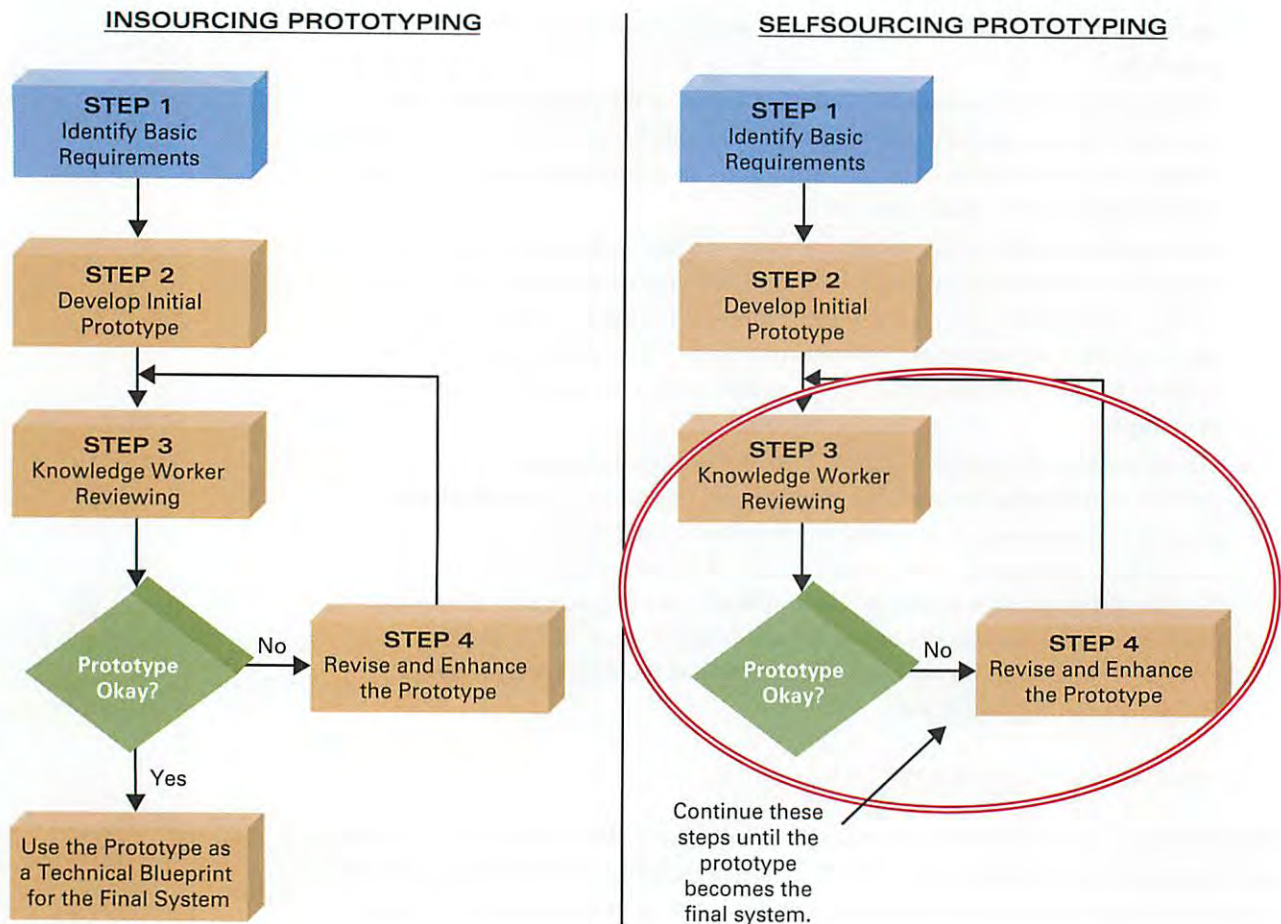 INSOURCING PROTOTYPING
STEP 1
Identify Basic
Requirements
STEP 2
Develop Initial
Prototype
STEP 3
Knowledge Worker
Reviewing
Prototype
Okay?
No
STEP 4
Revise and Enhance
the Prototype
Yes
Use the Prototype as
a Technical Blueprint
for the Final System
SELFSOURCING PROTOTYPING
STEP 1
Identify Basic
Requirements
STEP 2
Develop Initial
Prototype
STEP 3
Knowledge Worker
Reviewing
Prototype
Okay?
No
STEP 4
Revise and Enhance
the Prototype
Continue these
steps until the
prototype
becomes the
final system.